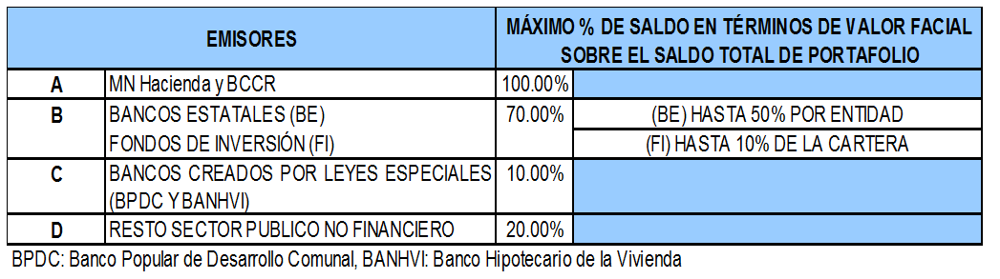 EMISORES
MÁXIMO % DE SALDO EN TÉRMINOS DE VALOR FACIAL
SOBRE EL SALDO TOTAL DE PORTAFOLIO
A MN Hacienda y BCCR 100.00%
B BANCOS ESTATALES (BE) 70.00% (BE) HASTA 50% POR ENTIDAD
FONDOS DE INVERSIÓN (FI) (FI) HASTA 10% DE LA CARTERA
C BANCOS CREADOS POR LEYES ESPECIALES 10.00%
(BPDC Y BANHVI)
D RESTO SECTOR PUBLICO NO FINANCIERO 20.00%
BPDC: Banco Popular de Desarrollo Comunal, BANHVI: Banco Hipotecario de la Vivienda